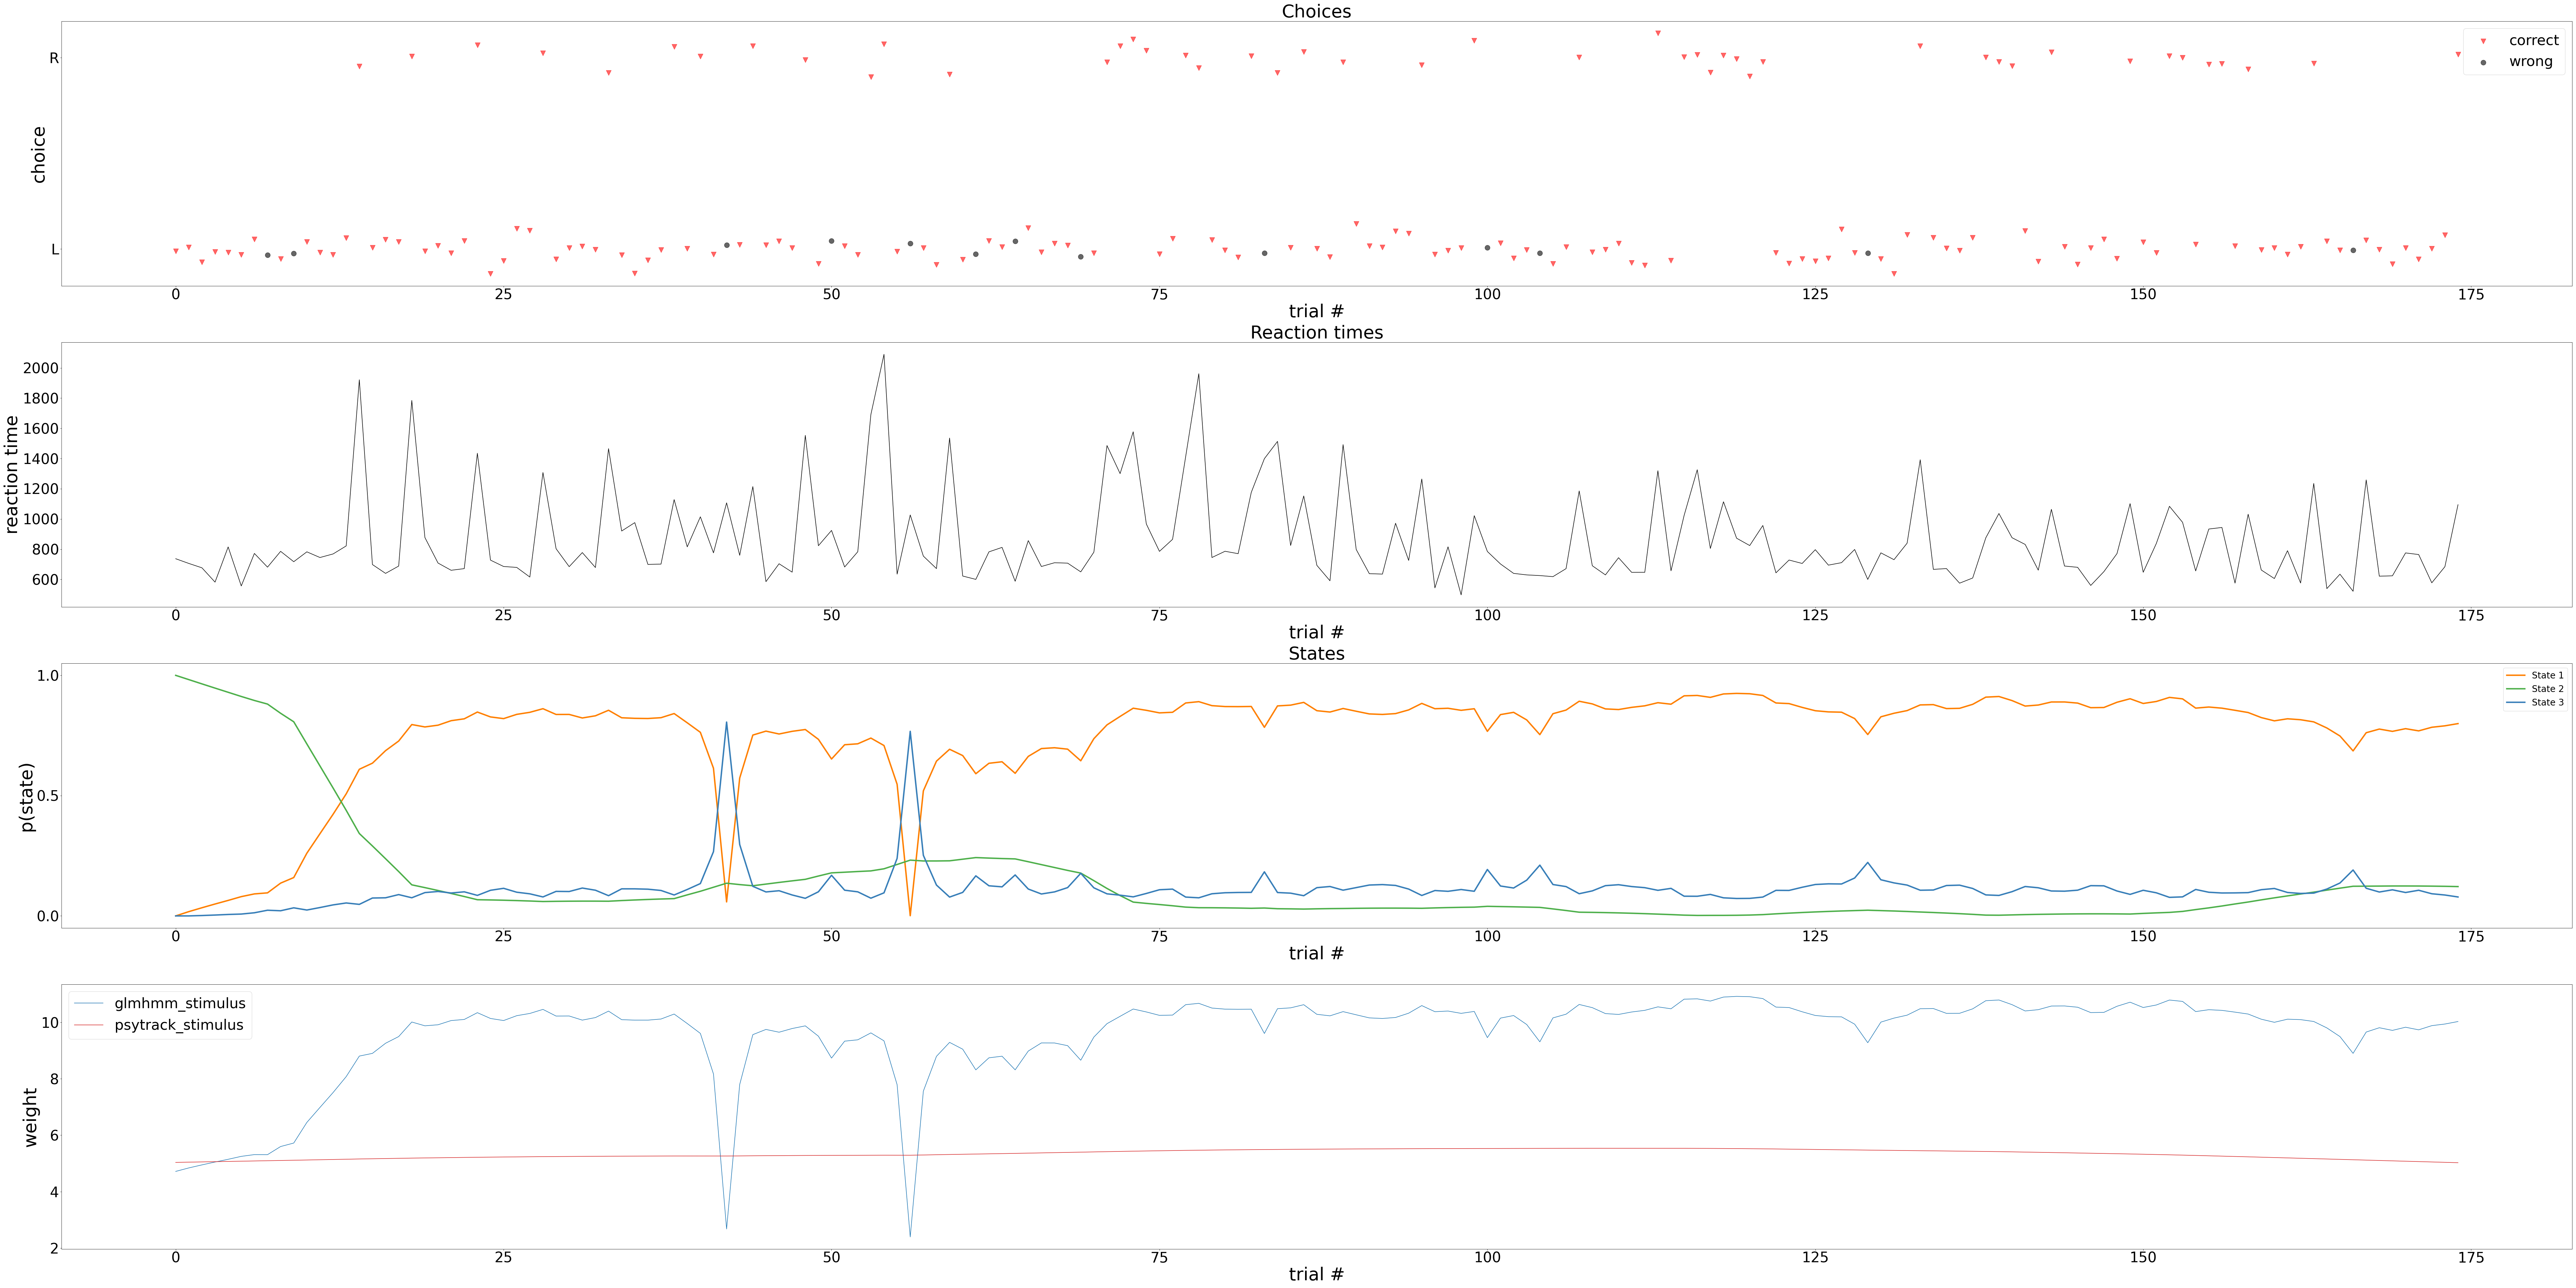 Choices
R
L
choice
correct
wrong
0 25 50 75 100 125 150 175
trial #
Reaction times
2000
1800
1600
1400
1200
1000
800
600
reaction time
0 25 50 75 100 125 150 175
trial #
States
1.0
0.5
0.0
p(state)
State 1
State 2
State 3
0 25 50 75 100 125 150 175
trial #
glmhmm_stimulus
psytrack_stimulus
10
8
6
4
2
weight
0 25 50 75 100 125 150 175
trial #